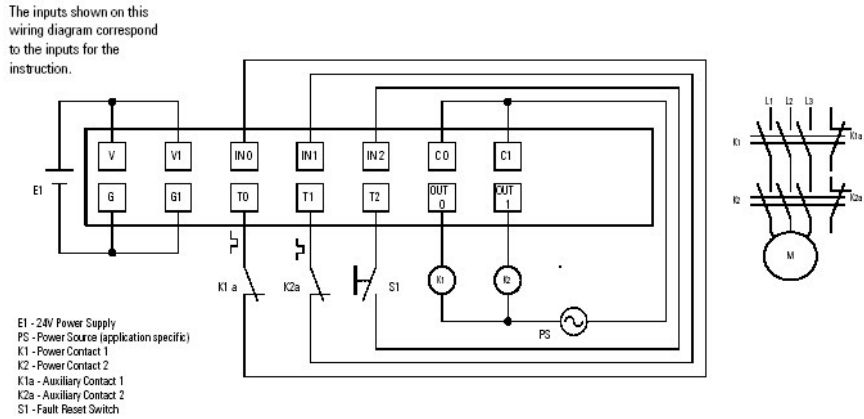 The inputs shown on this
wiring diagram correspond
to the inputs for the
instruction.
L1 L2 L3
K1 K1a
V V1 IN0 IN1 IN2 C0 C1
E1
G G1 T0 T1 T2 OUT 0 OUT 1
K2 K2a
M
K1 a K2a S1 K1 K2
PS
E1 - 24V Power Supply
PS - Power Source (application specific)
K1 - Power Contact 1
K2 - Power Contact 2
K1a - Auxiliary Contact 1
K2a - Auxiliary Contact 2
S1 - Fault Reset Switch